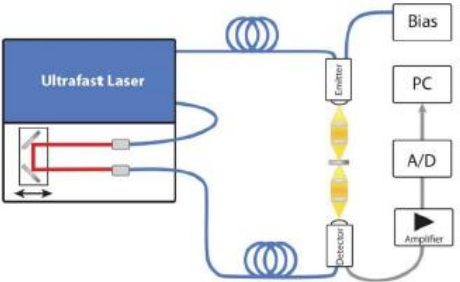 Bias
Ultrafast Laser
Emitter
PC
A/D
Amplifier
Detector